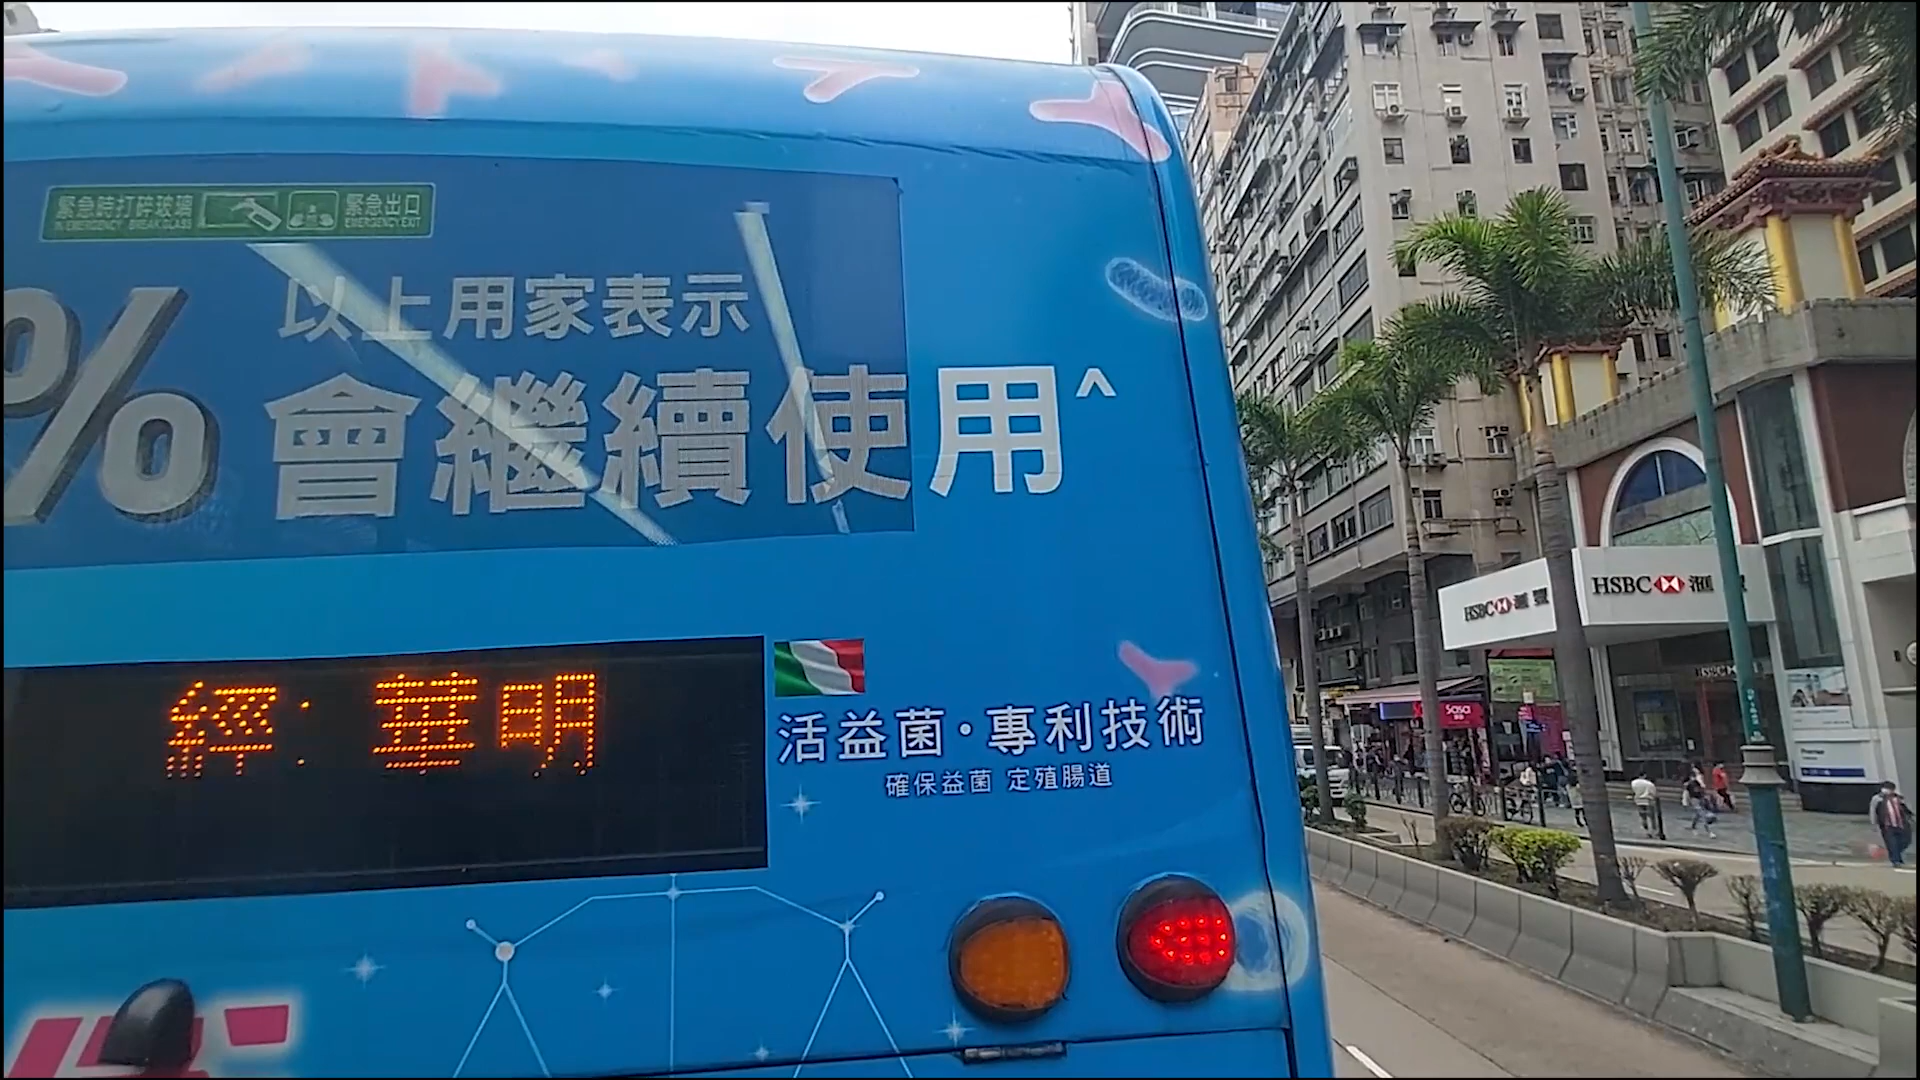 緊急時打碎玻璃
IN EMERGENCY BREAK GLASS
緊急出口
EMERGENCY EXIT
%
以上用家表示
會繼續使用^
經: 華明
活益菌·專利技術
確保益菌 定殖腸道
HSBC 滙豐
HSBC 滙
HSBC
Sasa